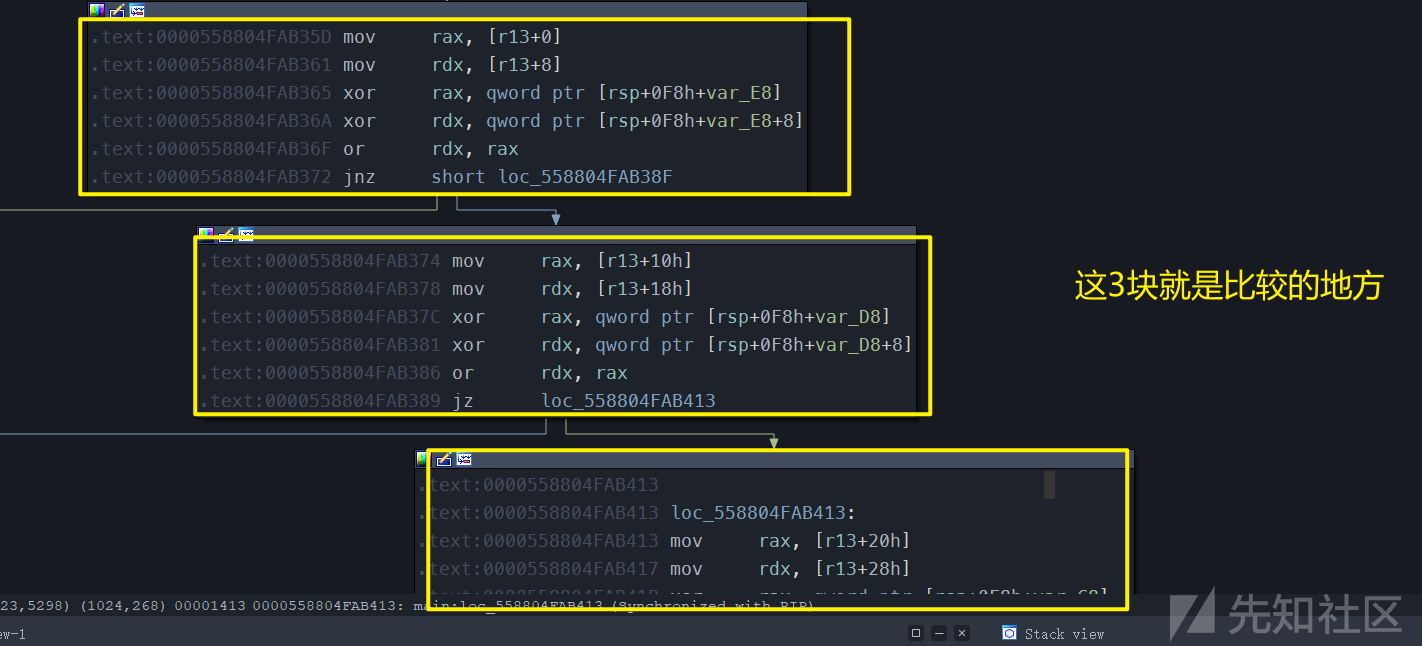 .text:0000558804FAB35D mov rax, [r13+0]
.text:0000558804FAB361 mov rdx, [r13+8]
.text:0000558804FAB365 xor rax, qword ptr [rsp+0F8h+var_E8]
.text:0000558804FAB36A xor rdx, qword ptr [rsp+0F8h+var_E8+8]
.text:0000558804FAB36F or rdx, rax
.text:0000558804FAB372 jnz short loc_558804FAB38F
.text:0000558804FAB374 mov rax, [r13+10h]
.text:0000558804FAB378 mov rdx, [r13+18h]
.text:0000558804FAB37C xor rax, qword ptr [rsp+0F8h+var_D8]
.text:0000558804FAB381 xor rdx, qword ptr [rsp+0F8h+var_D8+8]
.text:0000558804FAB386 or rdx, rax
.text:0000558804FAB389 jz loc_558804FAB413
这3块就是比较的地方
.text:0000558804FAB413
.text:0000558804FAB413 loc_558804FAB413:
.text:0000558804FAB413 mov rax, [r13+20h]
.text:0000558804FAB417 mov rdx, [r13+28h]
23,5298) (1024,268) 00001413 0000558804FAB413: main:loc_558804FAB413 (Synchronized with RIP)
ew-1
Stack view
先知社区